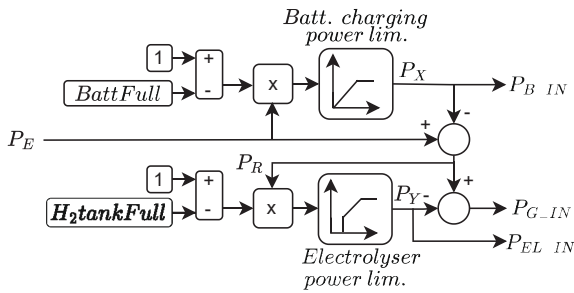 Batt. charging
power lim.
1
+
-
BattFull
x
P_X
P_B_IN
-
+
P_E
P_R
+
1
+
-
H₂tankFull
x
P_Y
-
P_G_IN
P_EL_IN
Electrolyser
power lim.